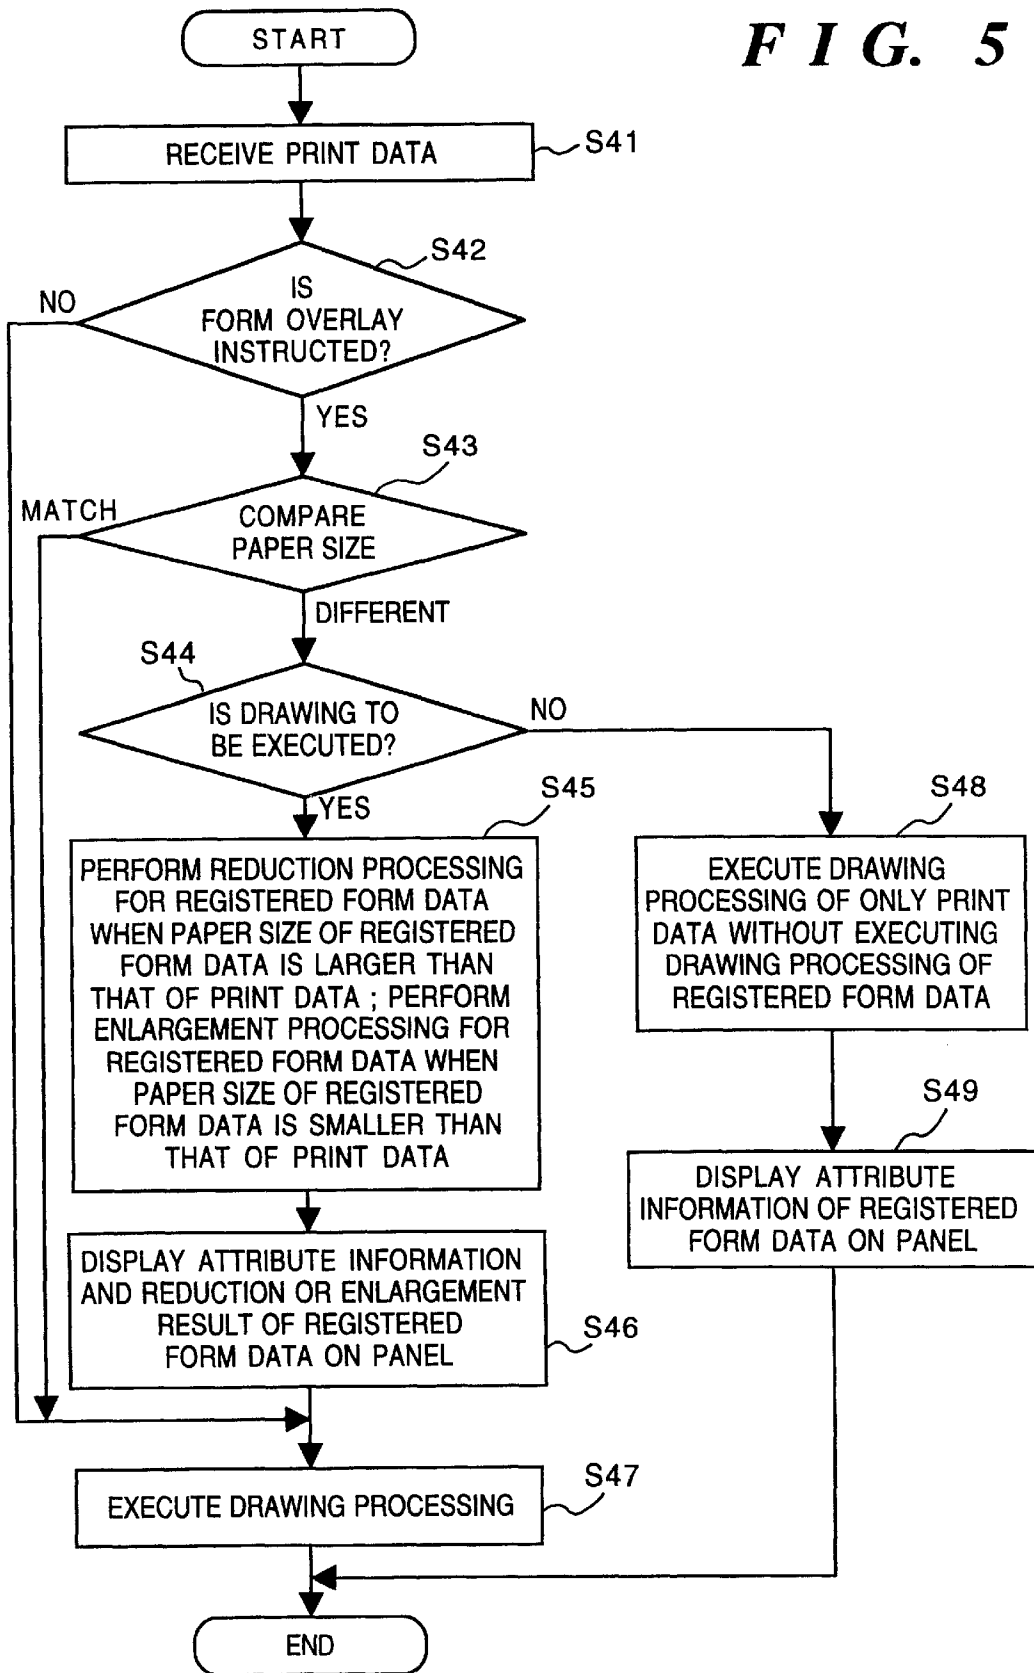 FIG. 5
START
RECEIVE PRINT DATA
S41
S42
NO
IS
FORM OVERLAY
INSTRUCTED?
YES
S43
MATCH
COMPARE
PAPER SIZE
DIFFERENT
S44
IS DRAWING TO
BE EXECUTED?
NO
YES
S45
PERFORM REDUCTION PROCESSING
FOR REGISTERED FORM DATA
WHEN PAPER SIZE OF REGISTERED
FORM DATA IS LARGER THAN
THAT OF PRINT DATA ; PERFORM
ENLARGEMENT PROCESSING FOR
REGISTERED FORM DATA WHEN
PAPER SIZE OF REGISTERED
FORM DATA IS SMALLER THAN
THAT OF PRINT DATA
S48
EXECUTE DRAWING
PROCESSING OF ONLY PRINT
DATA WITHOUT EXECUTING
DRAWING PROCESSING OF
REGISTERED FORM DATA
S49
DISPLAY ATTRIBUTE
INFORMATION OF REGISTERED
FORM DATA ON PANEL
DISPLAY ATTRIBUTE INFORMATION
AND REDUCTION OR ENLARGEMENT
RESULT OF REGISTERED
FORM DATA ON PANEL
S46
S47
EXECUTE DRAWING PROCESSING
END